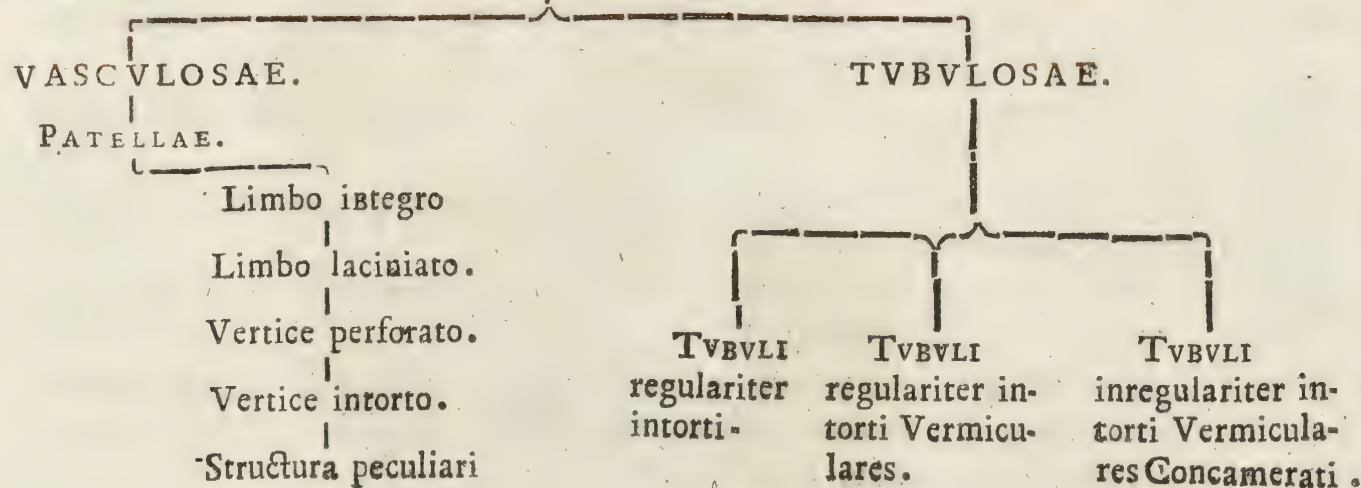 VASCVLOSAE.
PATELLAE.
Limbo istegro
Limbo laciniato.
Vertice perforato.
Vertice intorto.
Structura peculiari
TVBVLOSAE.
TVBVLI
regulariter
intorti-
TVBVLI
regulariter in-
torti Vermicu-
lares.
TVBVLI
inregulariter in-
torti Vermicula-
res Concamerati.